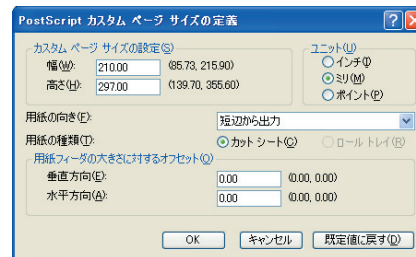 PostScript カスタム ページ サイズの定義
カスタム ページ サイズの設定(S)
幅(W): 210.00 (85.73, 215.90)
高さ(H): 297.00 (139.70, 355.60)
ユニット(U)
インチ(I)
ミリ(M)
ポイント(P)
用紙の向き(F): 短辺から出力
用紙の種類(T): カット シート(C) ロール トレイ(R)
用紙フィーダの大きさに対するオフセット(O)
垂直方向(E): 0.00 (0.00, 0.00)
水平方向(A): 0.00 (0.00, 0.00)
OK キャンセル 既定値に戻す(D)